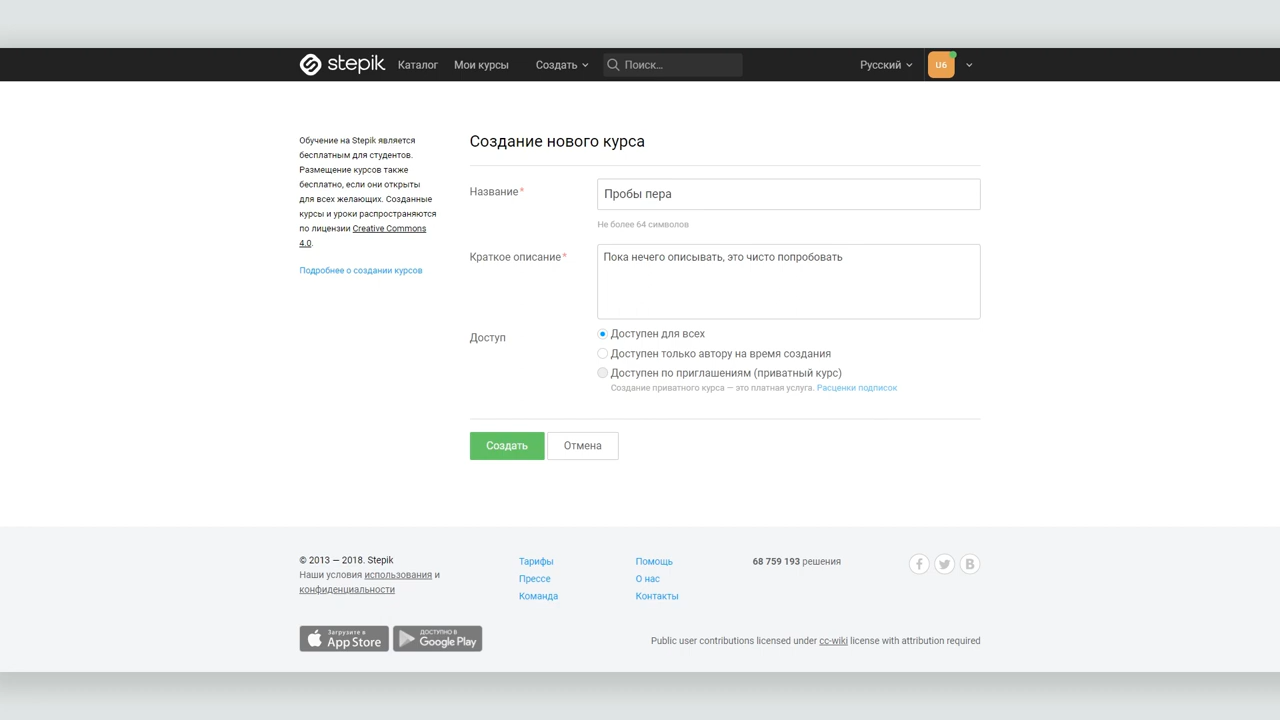 stepik Каталог Мои курсы Создать Поиск... Русский U6
Обучение на Stepik является
бесплатным для студентов.
Размещение курсов также
бесплатно, если они открыты
для всех желающих. Созданные
курсы и уроки распространяются
по лицензии Creative Commons
4.0.
Подробнее о создании курсов
Создание нового курса
Название*
Пробы пера
Не более 64 символов
Краткое описание*
Пока нечего описывать, это чисто попробовать
Доступ
Доступен для всех
Доступен только автору на время создания
Доступен по приглашениям (приватный курс)
Создание приватного курса — это платная услуга. Расценки подписок
Создать Отмена
© 2013 — 2018. Stepik
Наши условия использования и
конфиденциальности
Тарифы
Прессе
Команда
Помощь
О нас
Контакты
68 759 193 решения
Загрузите в
App Store
ДОСТУПНО В
Google Play
Public user contributions licensed under cc-wiki license with attribution required